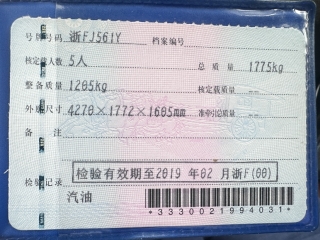 号牌号码 浙FJ561Y 档案编号
核定载人数 5人 总质量 1775kg
整备质量 1205kg 核定载质量 --
外廓尺寸 4270×1772×1605mm 准牵引总质量 --
备注
检验记录 检验有效期至2019年02月浙F(00)
汽油
*3330021994031*